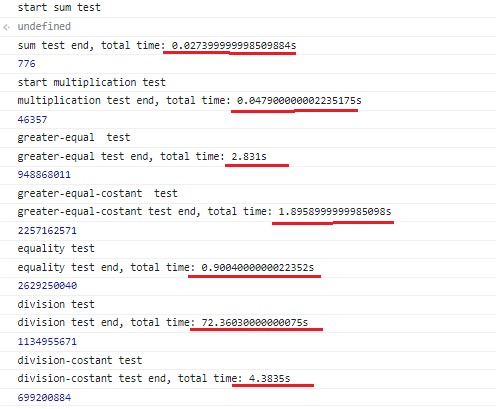 start sum test
undefined
sum test end, total time: 0.027399999998509884s
776
start multiplication test
multiplication test end, total time: 0.047900000002235175s
46357
greater-equal  test
greater-equal test end, total time: 2.831s
948868011
greater-equal-costant  test
greater-equal-costant test end, total time: 1.8958999999985098s
2257162571
equality test
equality test end, total time: 0.9004000000022352s
2629250040
division test
division test end, total time: 72.36030000000075s
1134955671
division-costant test
division-costant test end, total time: 4.3835s
699200884